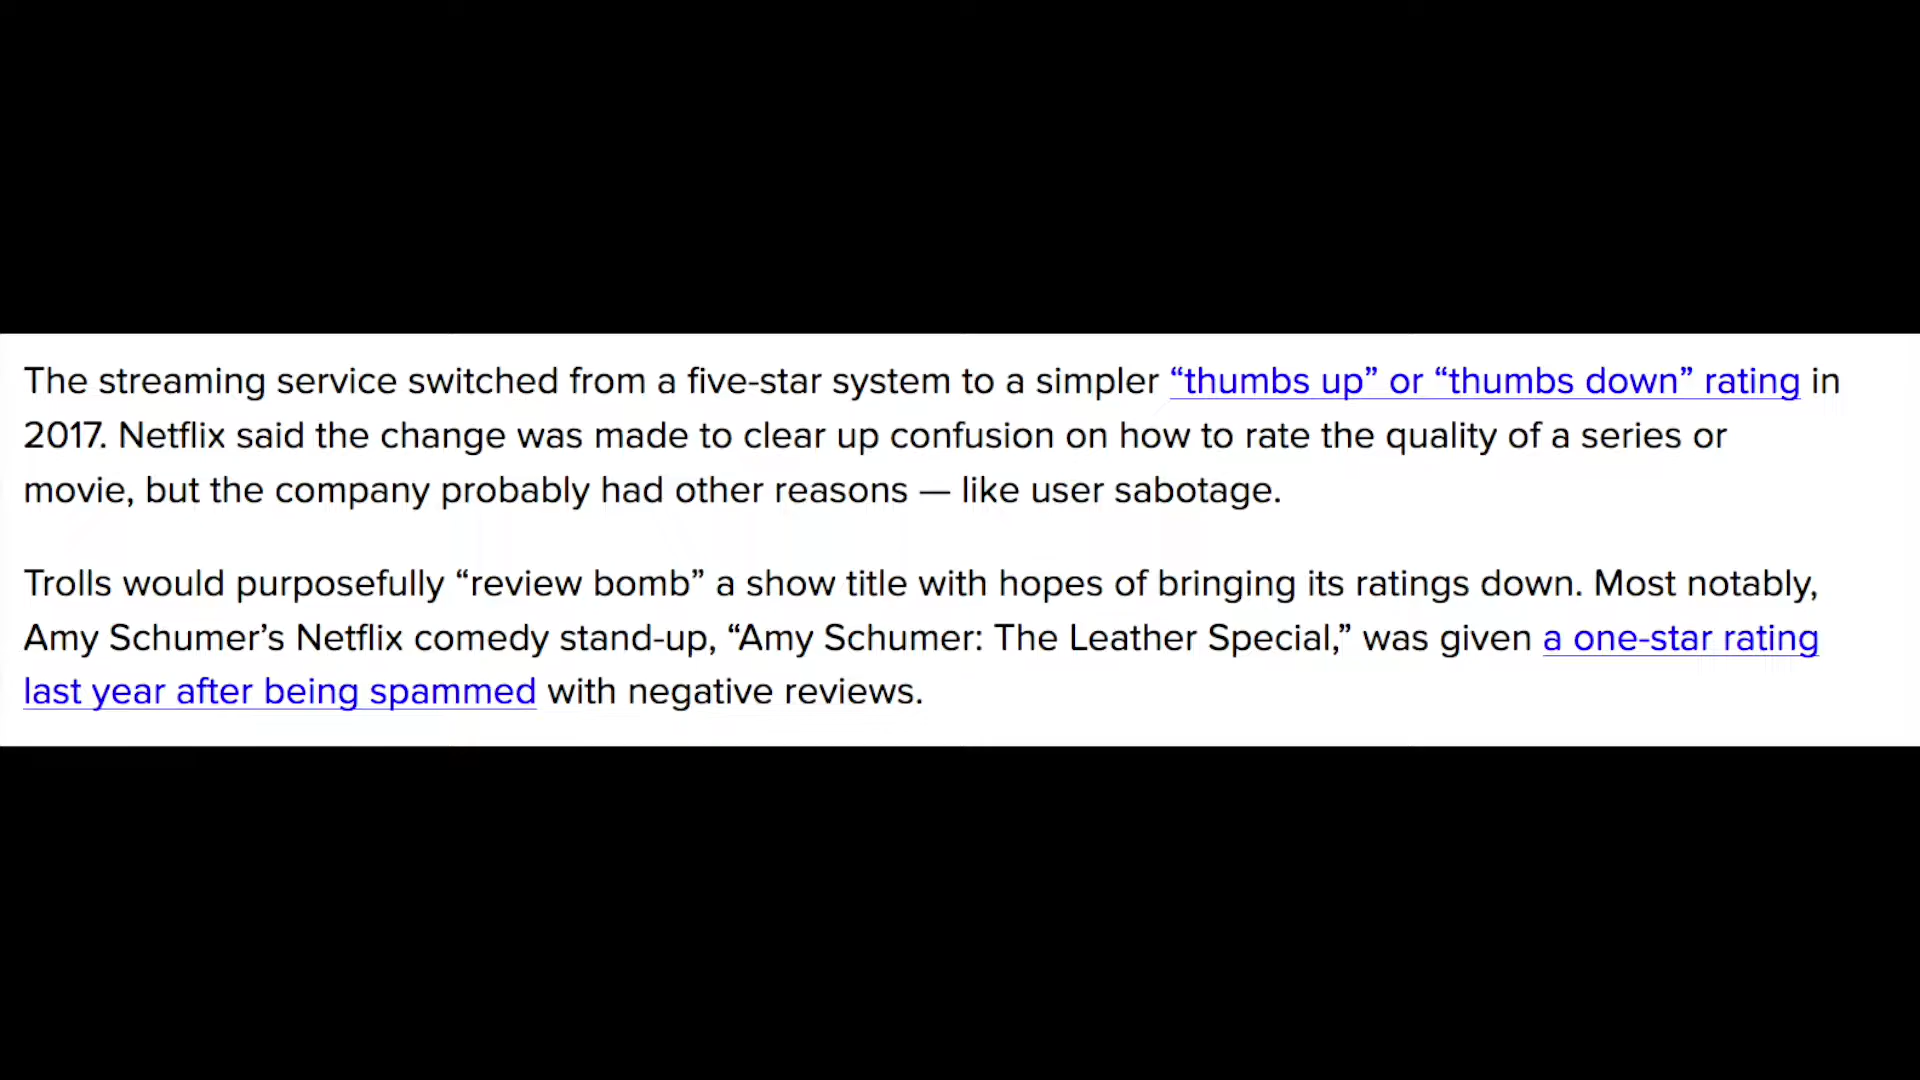 The streaming service switched from a five-star system to a simpler “thumbs up” or “thumbs down” rating in
2017. Netflix said the change was made to clear up confusion on how to rate the quality of a series or
movie, but the company probably had other reasons — like user sabotage.
Trolls would purposefully “review bomb” a show title with hopes of bringing its ratings down. Most notably,
Amy Schumer’s Netflix comedy stand-up, “Amy Schumer: The Leather Special,” was given a one-star rating
last year after being spammed with negative reviews.